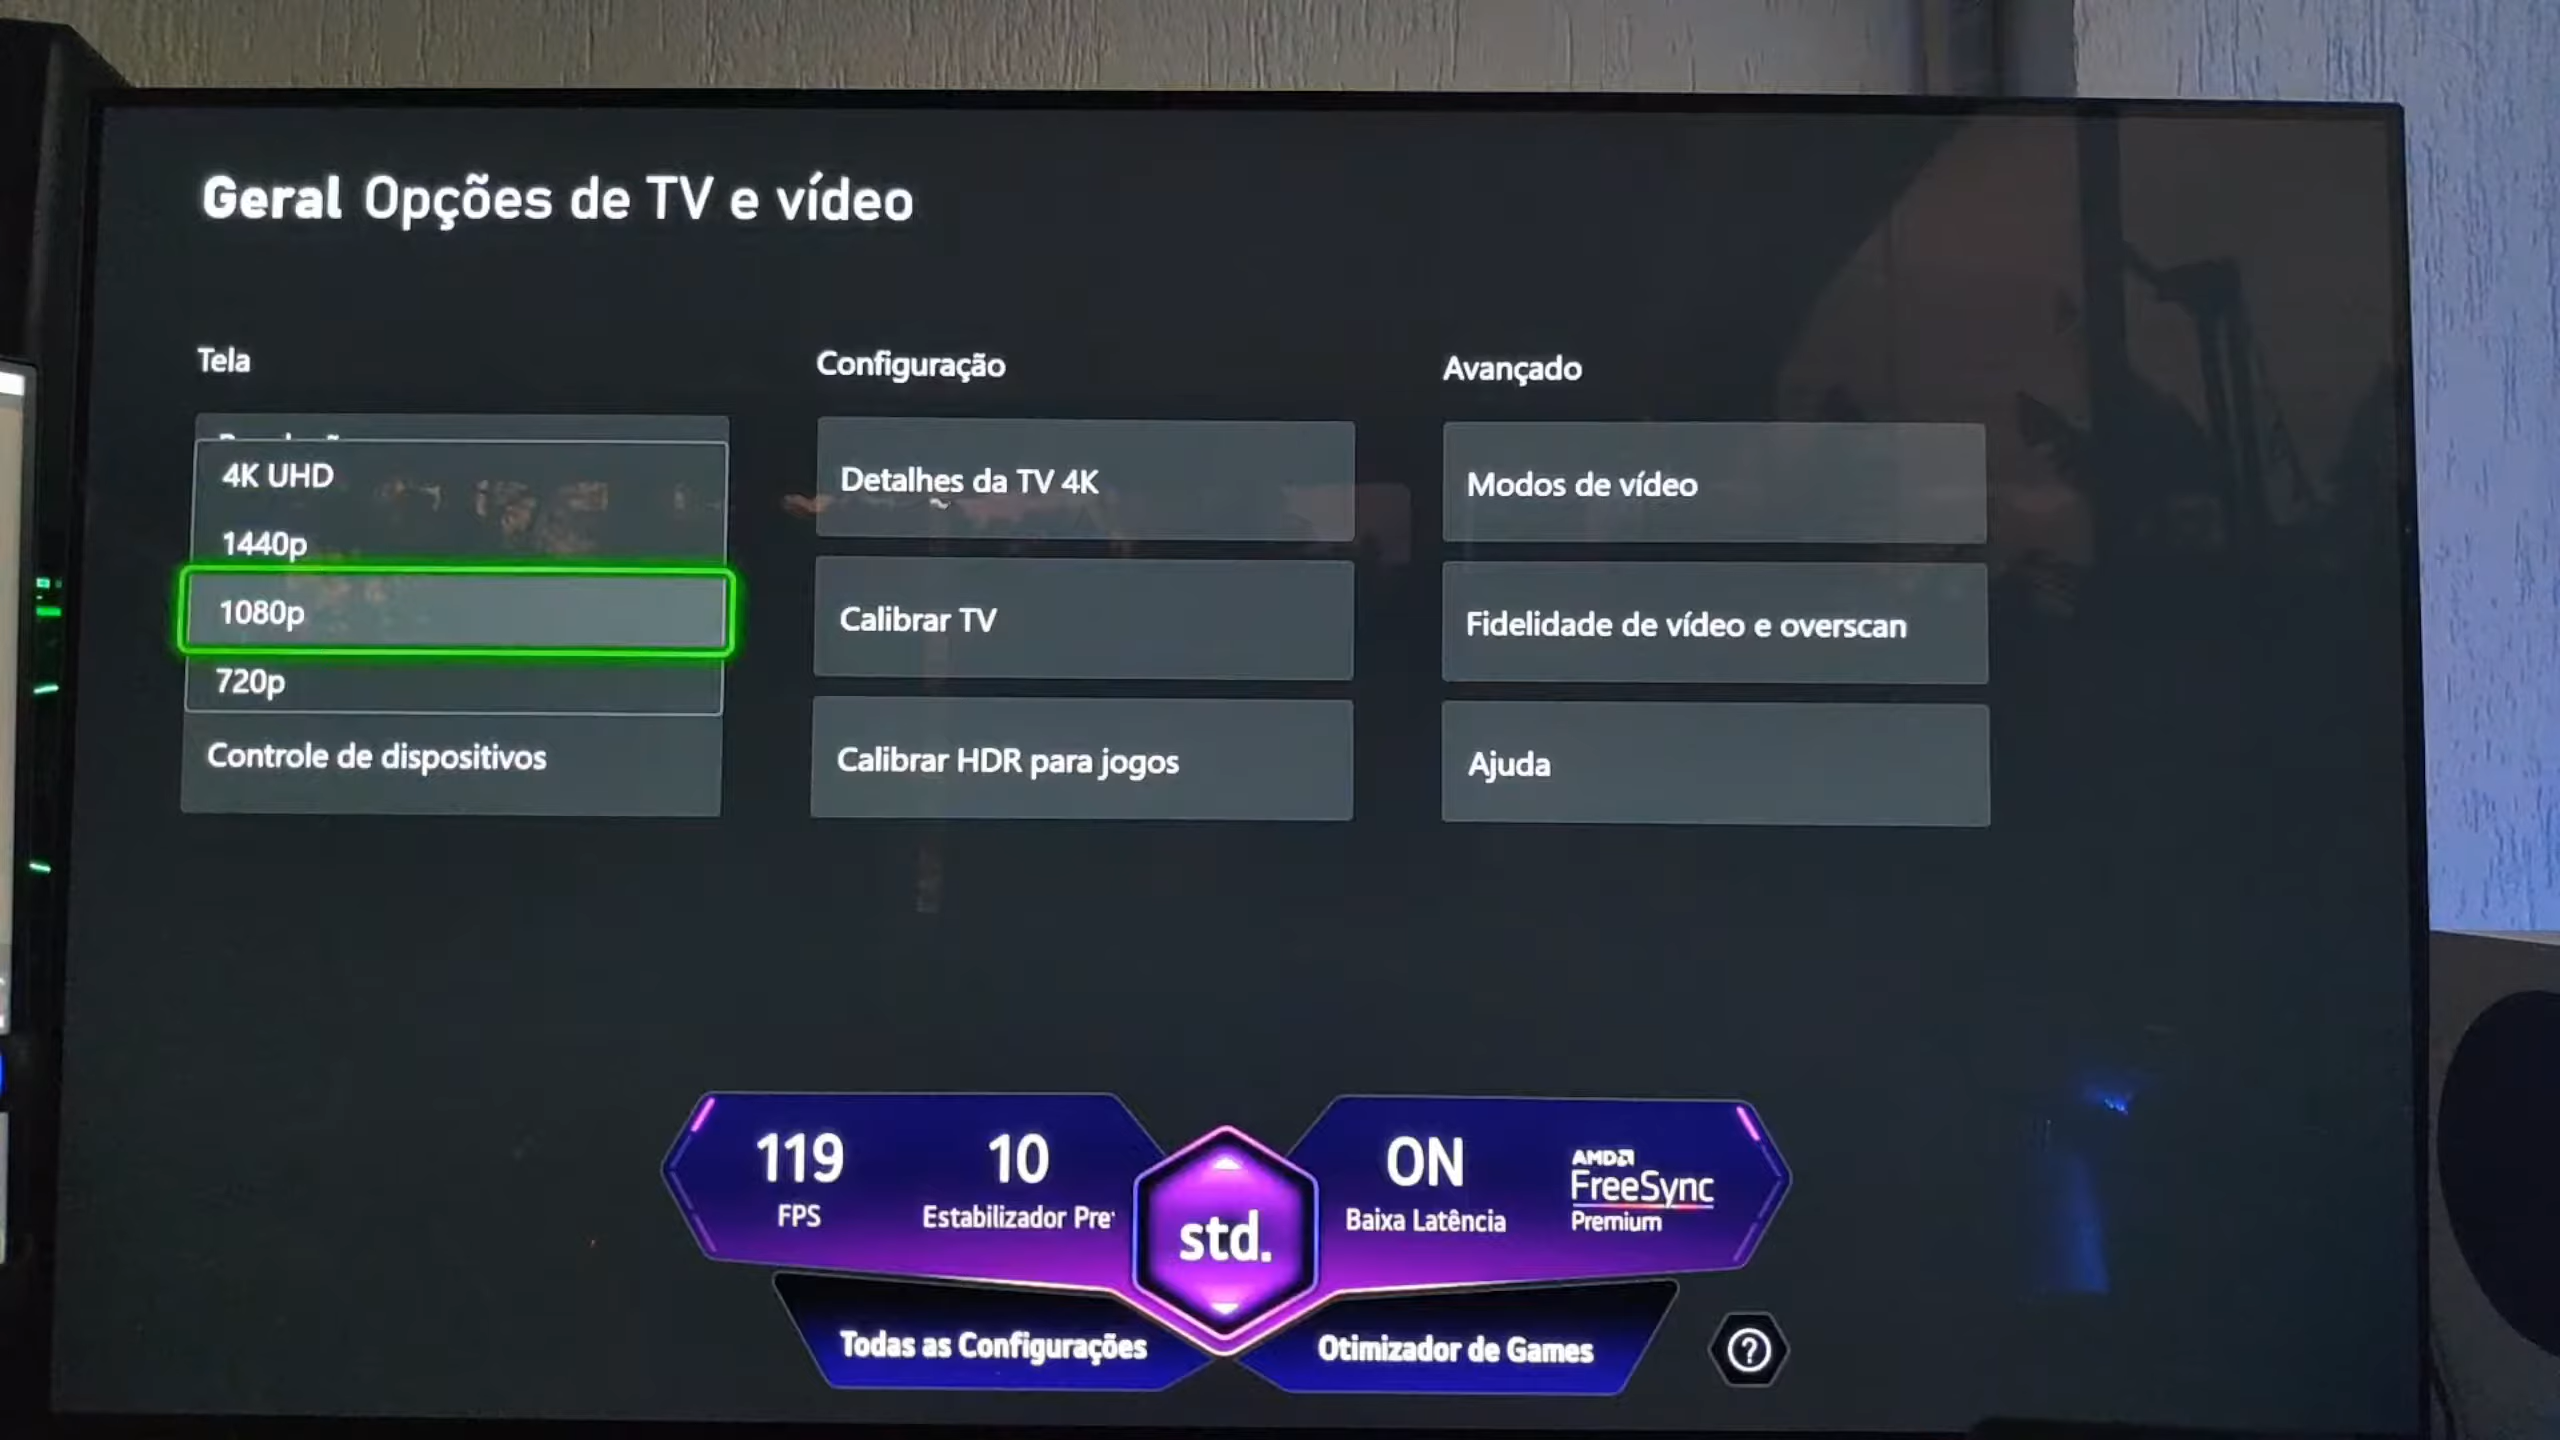 Geral Opções de TV e vídeo
Tela
4K UHD
1440p
1080p
720p
Controle de dispositivos
Configuração
Detalhes da TV 4K
Calibrar TV
Calibrar HDR para jogos
Avançado
Modos de vídeo
Fidelidade de vídeo e overscan
Ajuda
119
FPS
10
Estabilizador Pre
std.
ON
Baixa Latência
AMD
FreeSync
Premium
Todas as Configurações
Otimizador de Games
?